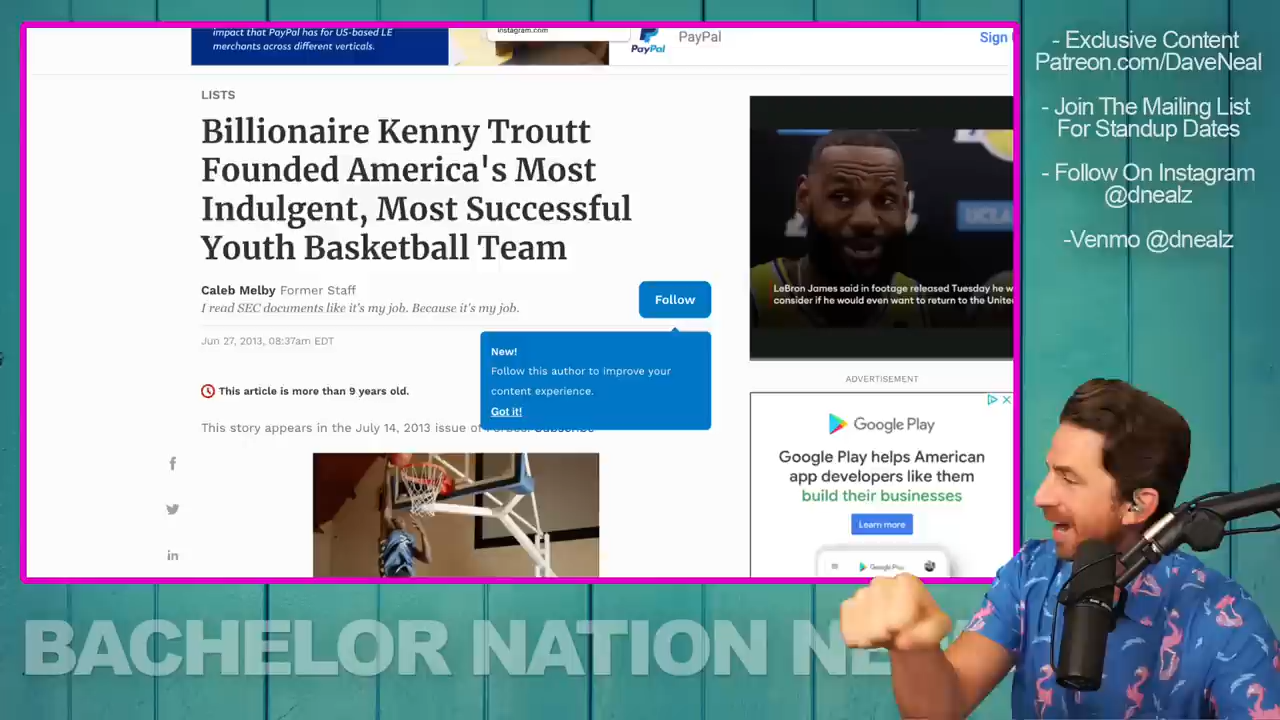 impact that PayPal has for US-based LE
merchants across different verticals.
instagram.com
PayPal
PayPal
Sign
LISTS
Billionaire Kenny Troutt
Founded America's Most
Indulgent, Most Successful
Youth Basketball Team
Caleb Melby Former Staff
I read SEC documents like it's my job. Because it's my job.
Follow
Jun 27, 2013, 08:37am EDT
New!
Follow this author to improve your
content experience.
Got it!
This article is more than 9 years old.
This story appears in the July 14, 2013 issue of
LeBron James said in footage released Tuesday he w
consider if he would even want to return to the Unite
ADVERTISEMENT
Google Play
Google Play helps American
app developers like them
build their businesses
Learn more
Google Play
- Exclusive Content
Patreon.com/DaveNeal
- Join The Mailing List
For Standup Dates
- Follow On Instagram
@dnealz
-Venmo @dnealz
BACHELOR NATION NE